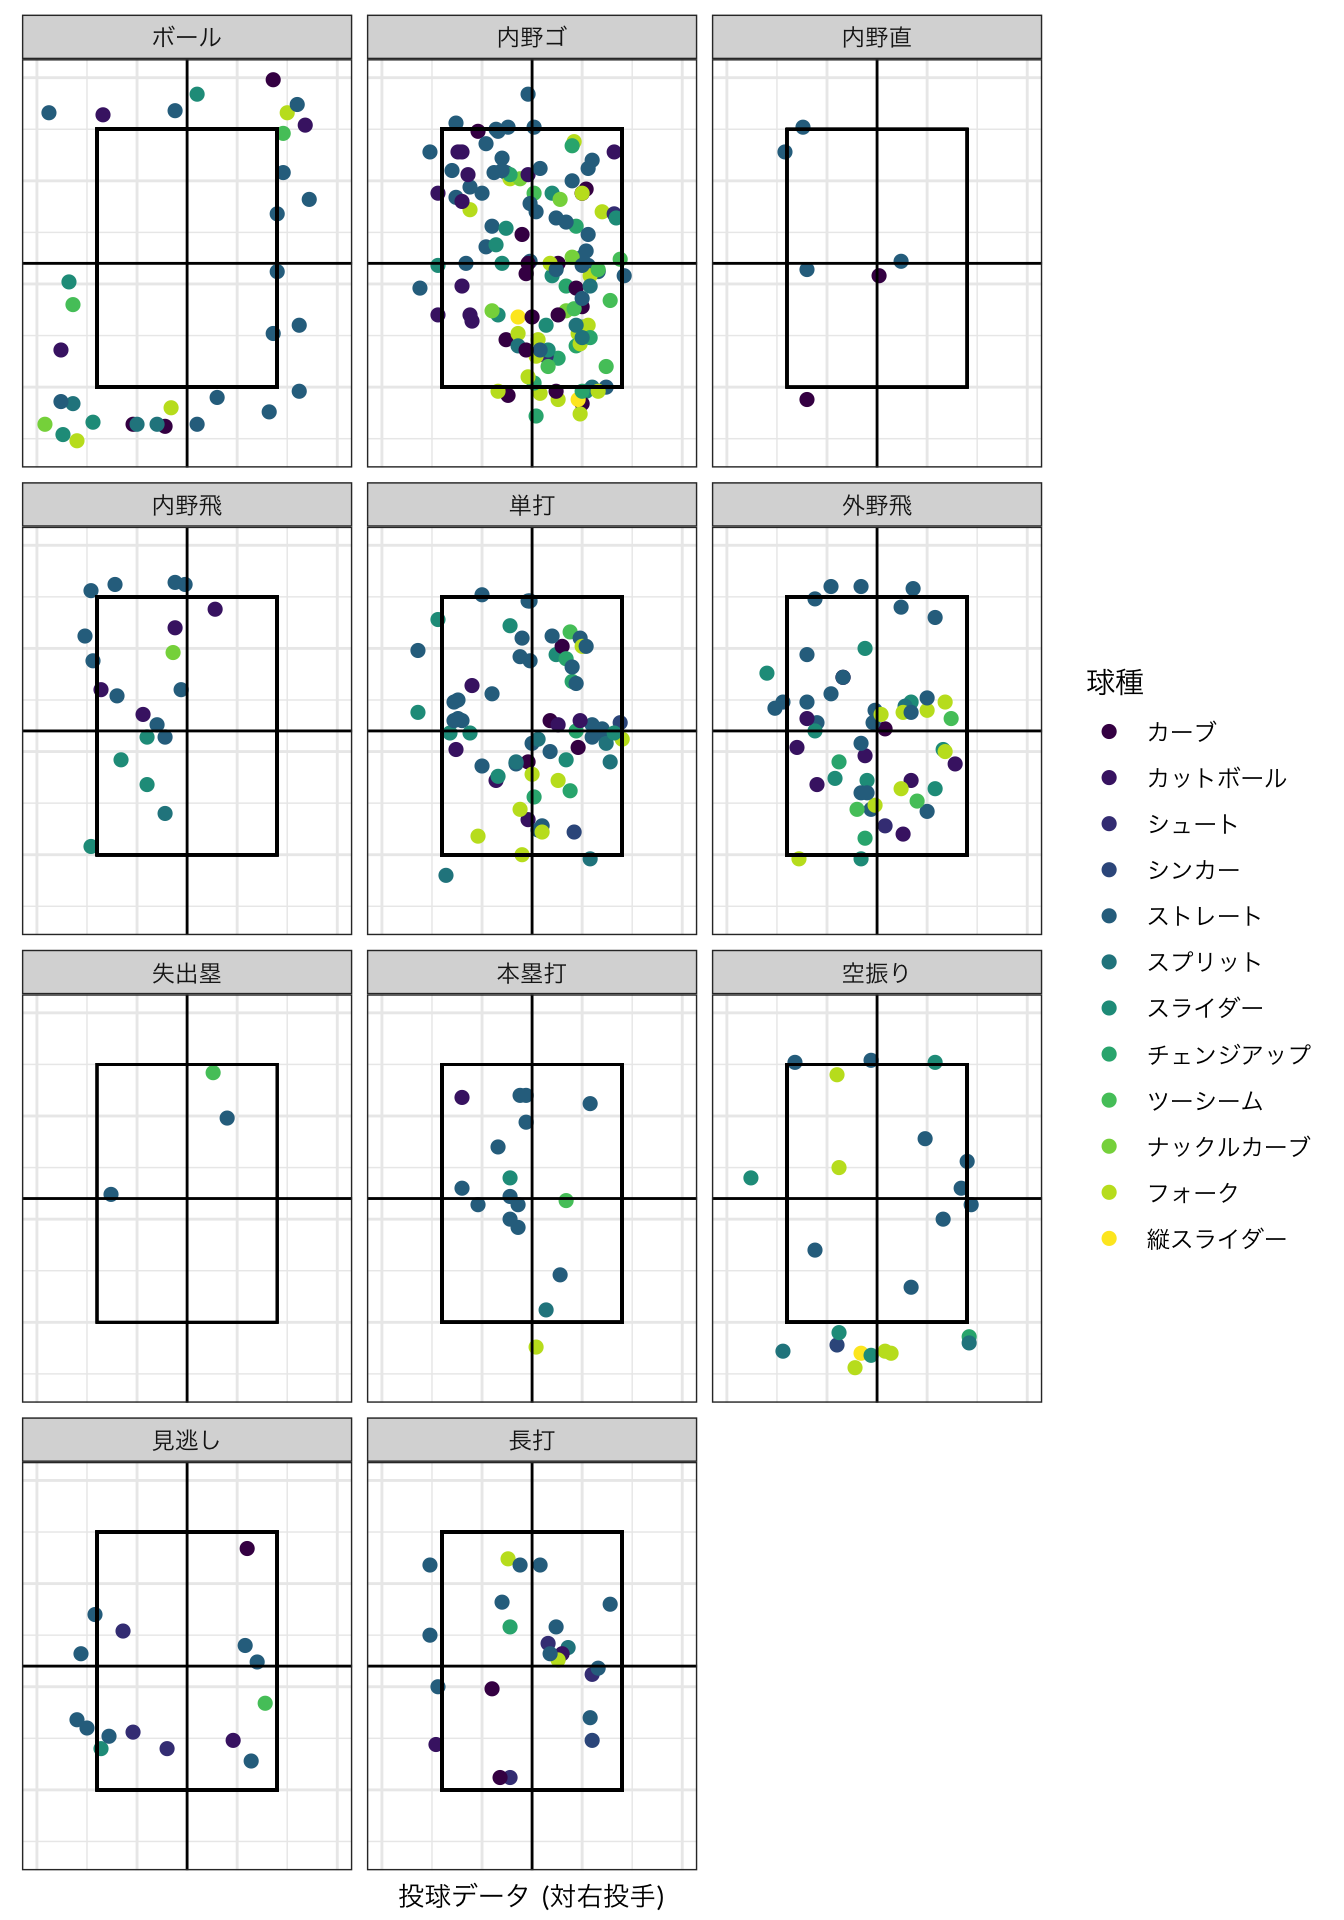 ボール
内野ゴ
内野直
内野飛
単打
外野飛
失出塁
本塁打
空振り
見逃し
長打
球種
カーブ
カットボール
シュート
シンカー
ストレート
スプリット
スライダー
チェンジアップ
ツーシーム
ナックルカーブ
フォーク
縦スライダー
投球データ (対右投手)